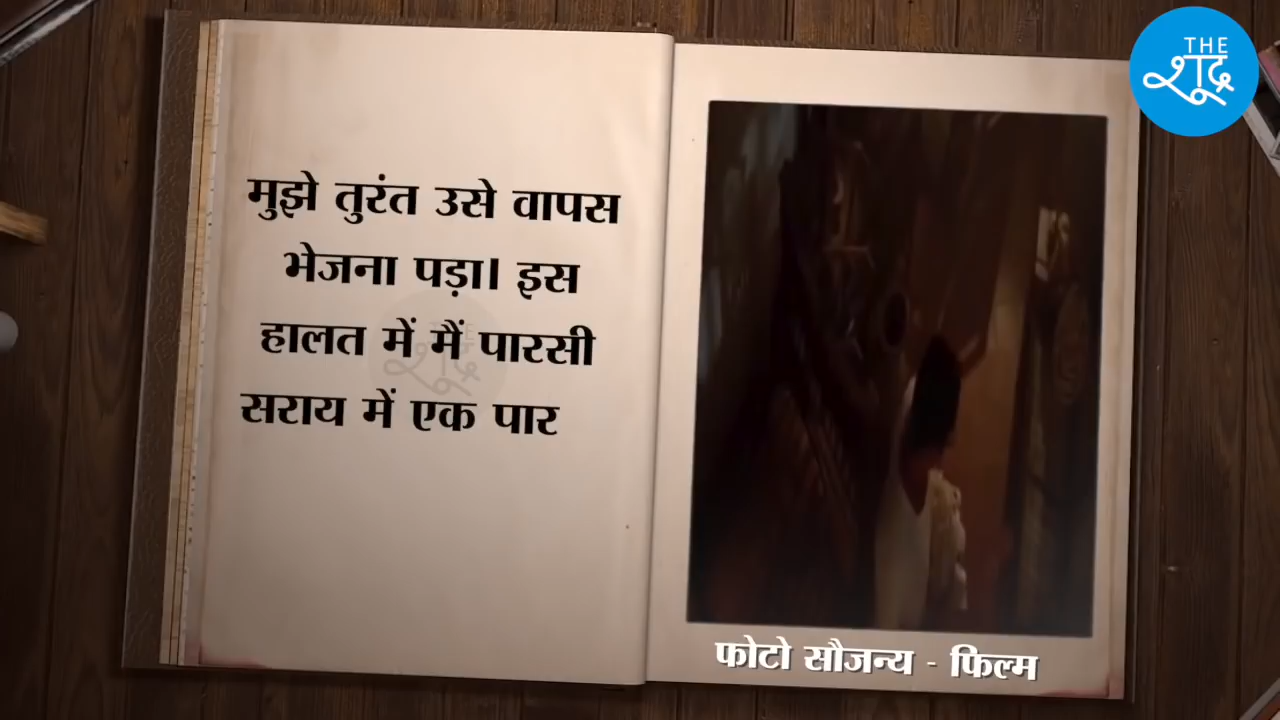 मुझे तुरंत उसे वापस
भेजना पड़ा। इस
हालत में मैं पारसी
सराय में एक पार
THE
शूद्र
फोटो सौजन्य - फिल्म